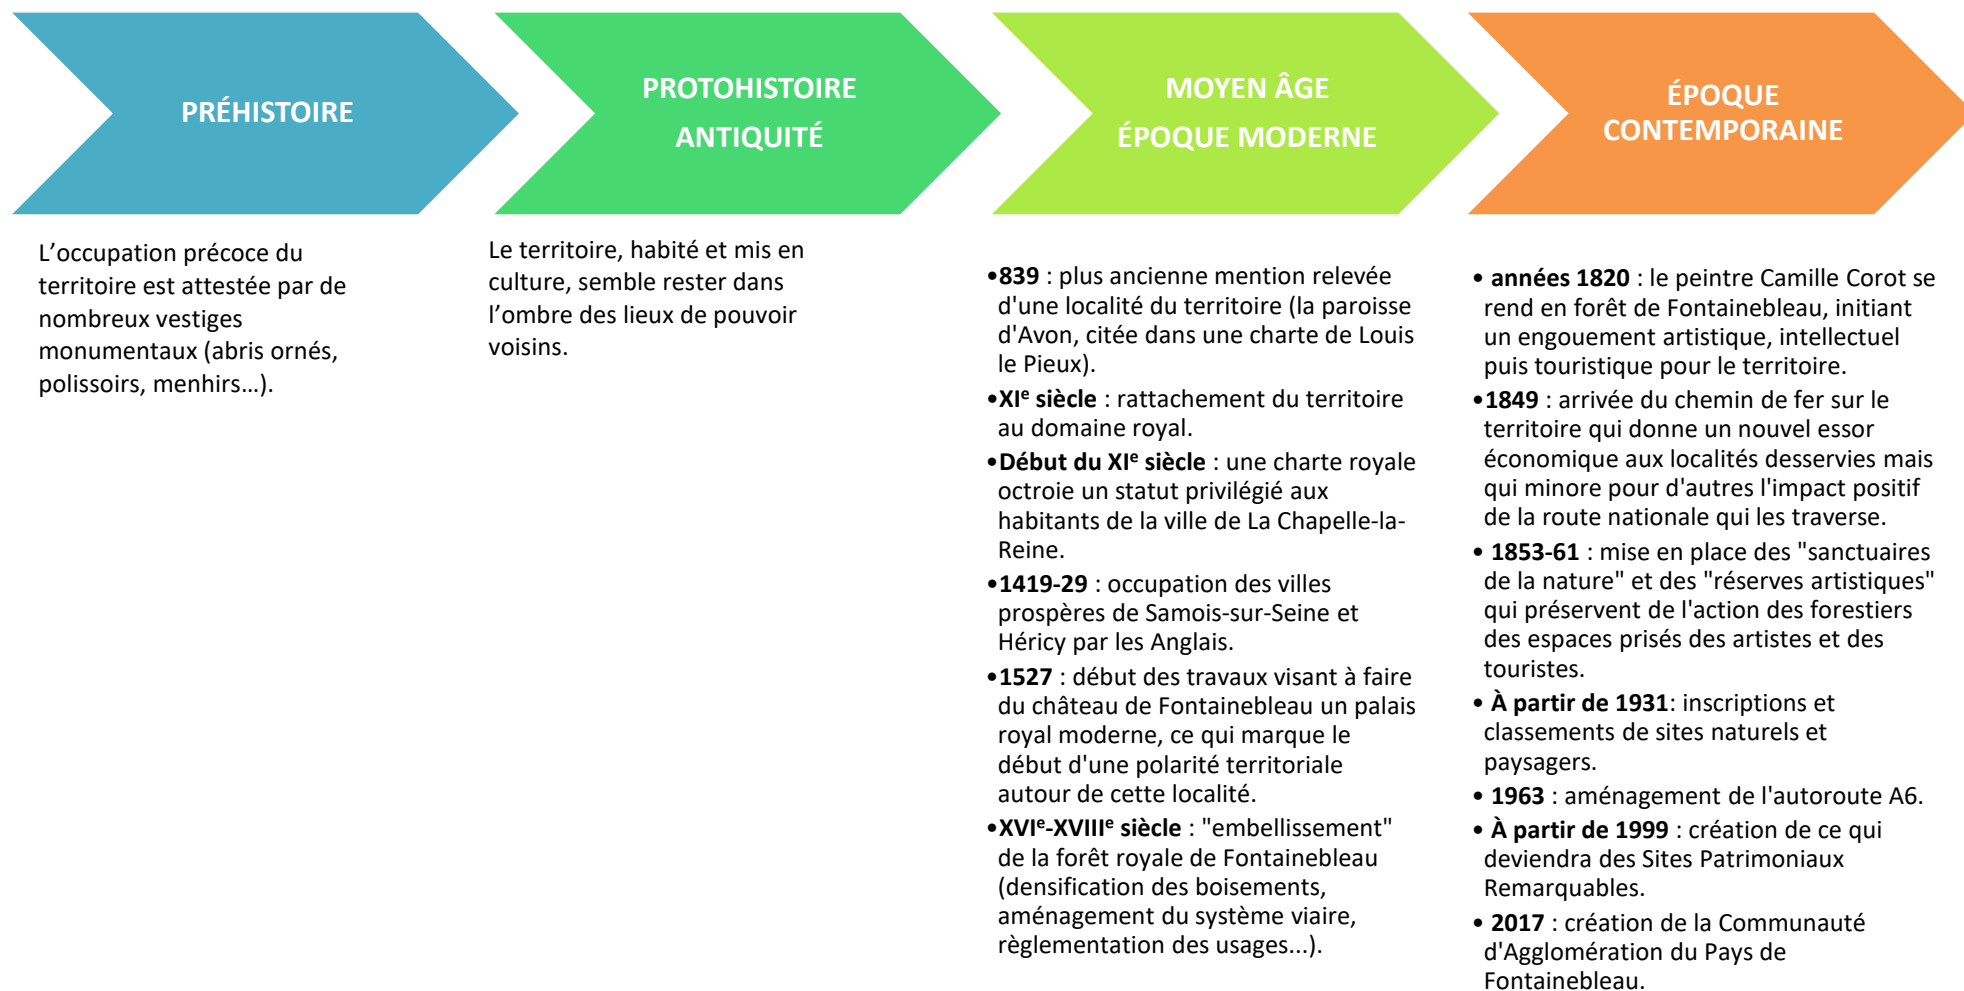 PRÉHISTOIRE
L’occupation précoce du
territoire est attestée par de
nombreux vestiges
monumentaux (abris ornés,
polissoirs, menhirs…).
PROTOHISTOIRE
ANTIQUITÉ
Le territoire, habité et mis en
culture, semble rester dans
l’ombre des lieux de pouvoir
voisins.
MOYEN ÂGE
ÉPOQUE MODERNE
•839 : plus ancienne mention relevée
d'une localité du territoire (la paroisse
d'Avon, citée dans une charte de Louis
le Pieux).
•XIe siècle : rattachement du territoire
au domaine royal.
•Début du XIe siècle : une charte royale
octroie un statut privilégié aux
habitants de la ville de La Chapelle-la-
Reine.
•1419-29 : occupation des villes
prospères de Samois-sur-Seine et
Héricy par les Anglais.
•1527 : début des travaux visant à faire
du château de Fontainebleau un palais
royal moderne, ce qui marque le
début d'une polarité territoriale
autour de cette localité.
•XVIe-XVIIIe siècle : "embellissement"
de la forêt royale de Fontainebleau
(densification des boisements,
aménagement du système viaire,
règlementation des usages...).
ÉPOQUE
CONTEMPORAINE
• années 1820 : le peintre Camille Corot se
rend en forêt de Fontainebleau, initiant
un engouement artistique, intellectuel
puis touristique pour le territoire.
•1849 : arrivée du chemin de fer sur le
territoire qui donne un nouvel essor
économique aux localités desservies mais
qui minore pour d'autres l'impact positif
de la route nationale qui les traverse.
• 1853-61 : mise en place des "sanctuaires
de la nature" et des "réserves artistiques"
qui préservent de l'action des forestiers
des espaces prisés des artistes et des
touristes.
• À partir de 1931: inscriptions et
classements de sites naturels et
paysagers.
• 1963 : aménagement de l'autoroute A6.
• À partir de 1999 : création de ce qui
deviendra des Sites Patrimoniaux
Remarquables.
• 2017 : création de la Communauté
d'Agglomération du Pays de
Fontainebleau.